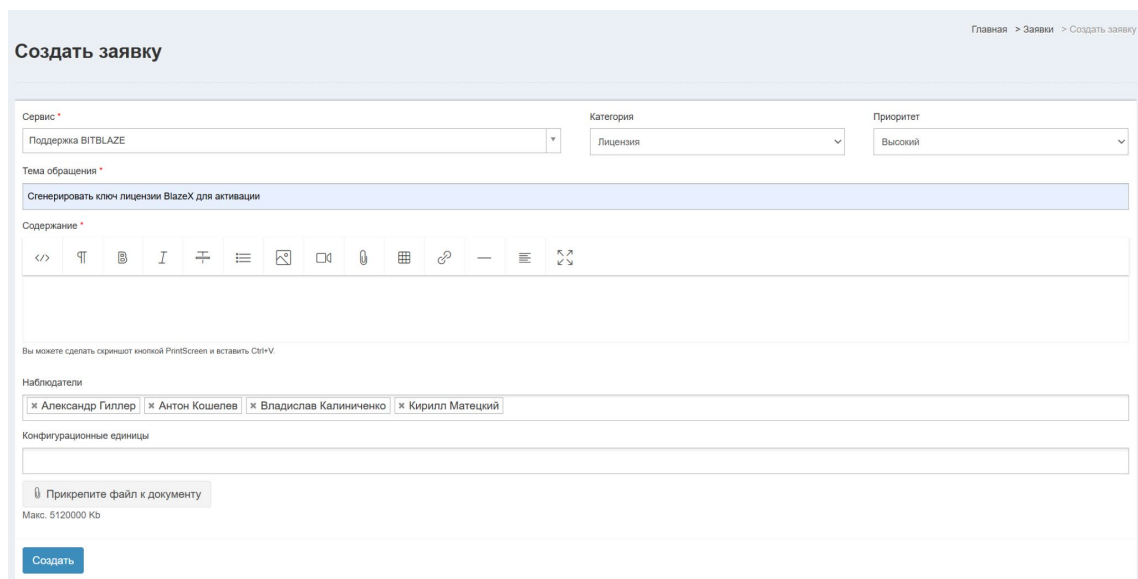 Главная > Заявки > Создать заявку
Создать заявку
Сервис * Категория Приоритет
Поддержка BITBLAZE Лицензия Высокий
Тема обращения *
Сгенерировать ключ лицензии BlazeX для активации
Содержание *
Вы можете сделать скриншот кнопкой PrintScreen и вставить Ctrl+V.
Наблюдатели
× Александр Гиллер × Антон Кошелев × Владислав Калиниченко × Кирилл Матецкий
Конфигурационные единицы
Прикрепите файл к документу
Макс. 5120000 Kb
Создать